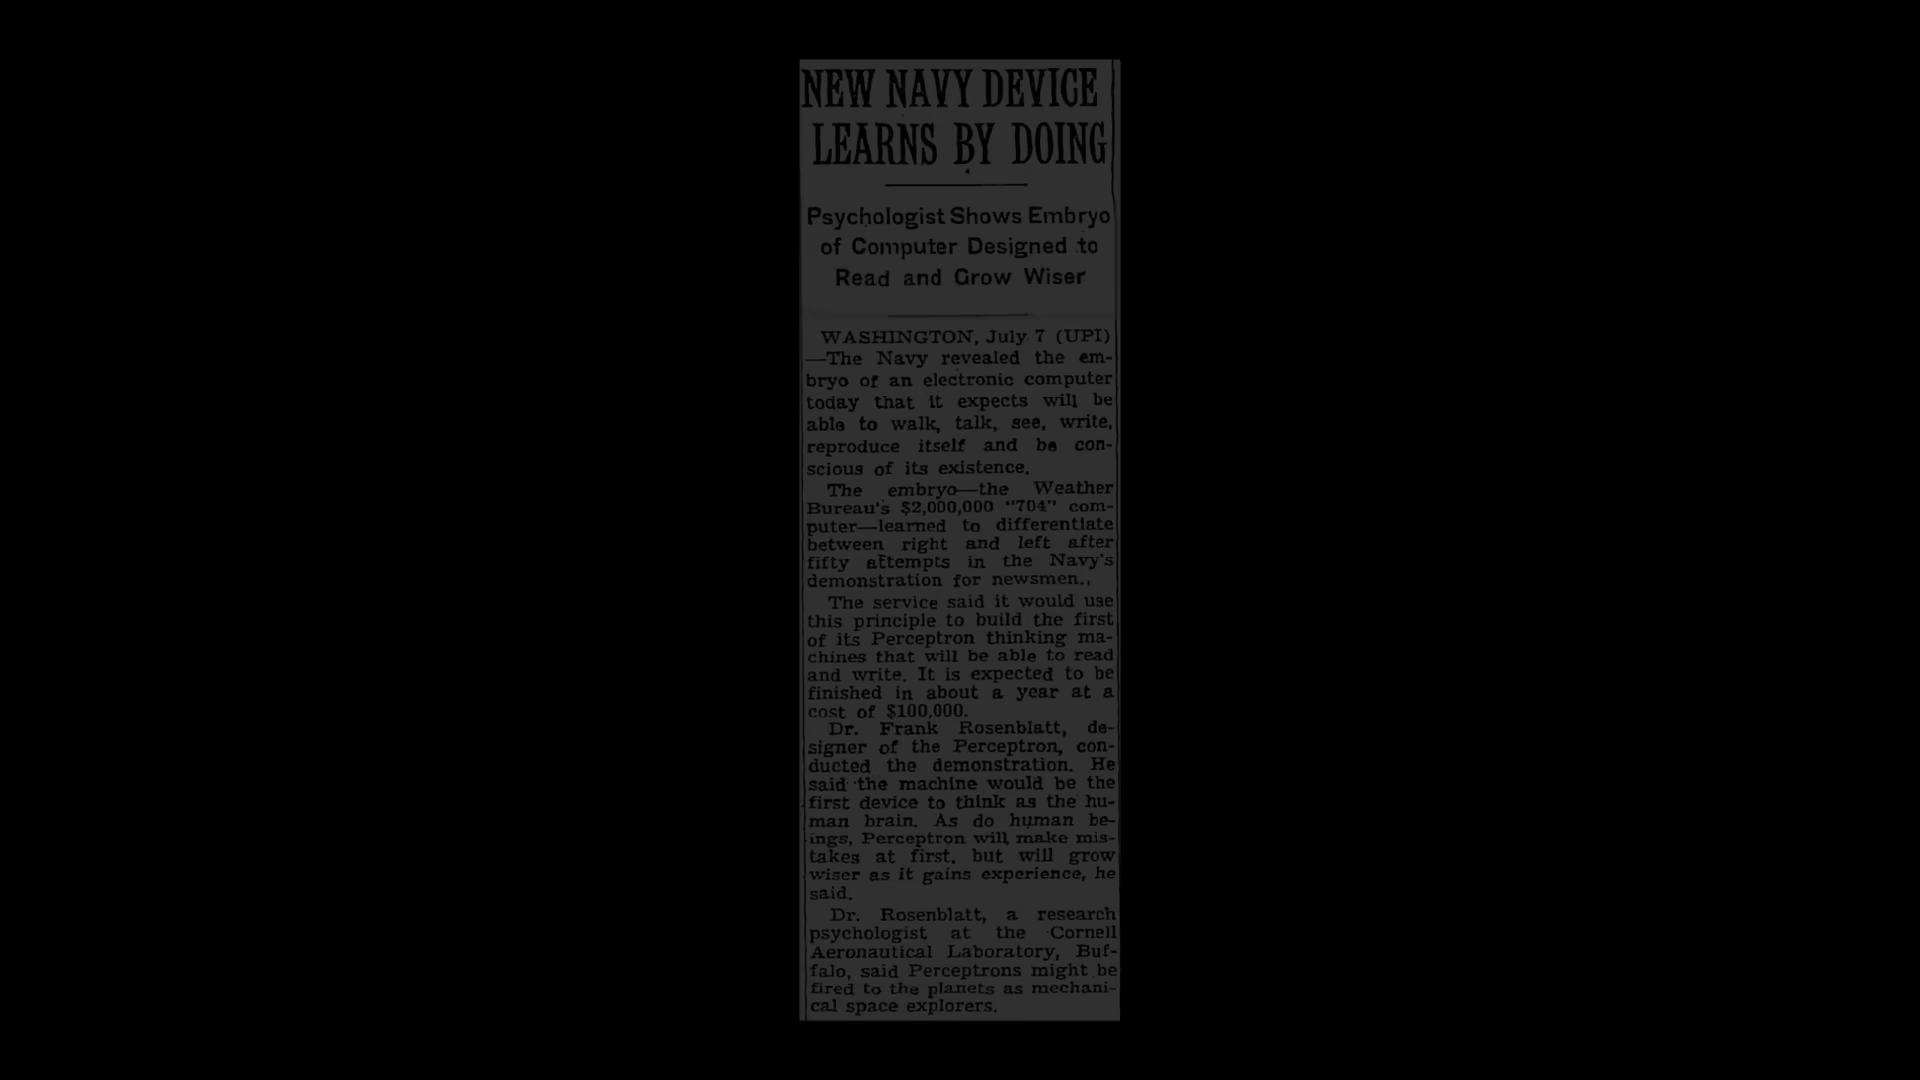 NEW NAVY DEVICE
LEARNS BY DOING
Psychologist Shows Embryo
of Computer Designed to
Read and Grow Wiser
WASHINGTON, July 7 (UPI)
—The Navy revealed the em-
bryo of an electronic computer
today that it expects will be
able to walk, talk, see, write,
reproduce itself and be con-
scious of its existence.
The embryo—the Weather
Bureau's $2,000,000 "704" com-
puter—learned to differentiate
between right and left after
fifty attempts in the Navy's
demonstration for newsmen.,
The service said it would use
this principle to build the first
of its Perceptron thinking ma-
chines that will be able to read
and write. It is expected to be
finished in about a year at a
cost of $100,000.
Dr. Frank Rosenblatt, de-
signer of the Perceptron, con-
ducted the demonstration. He
said the machine would be the
first device to think as the hu-
man brain. As do human be-
ings, Perceptron will make mis-
takes at first, but will grow
wiser as it gains experience, he
said.
Dr. Rosenblatt, a research
psychologist at the Cornell
Aeronautical Laboratory, Buf-
falo, said Perceptrons might be
fired to the planets as mechani-
cal space explorers.